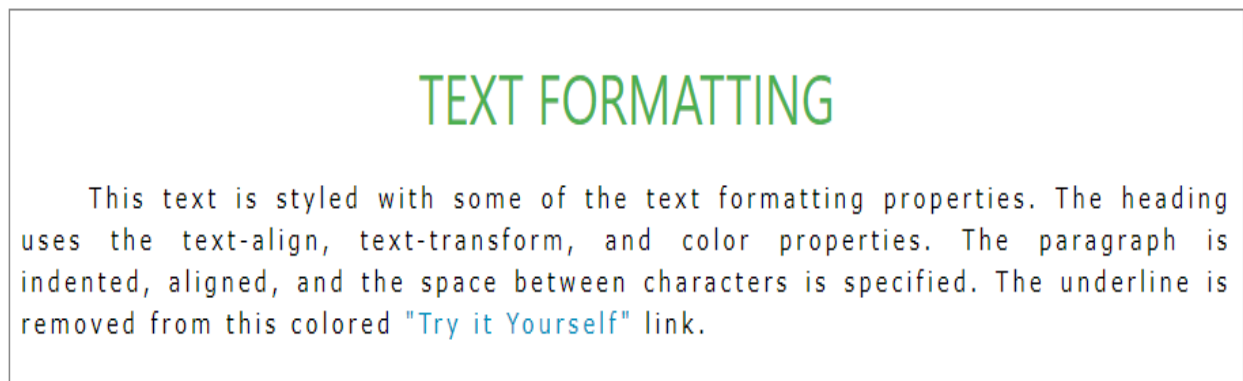 TEXT FORMATTING
This text is styled with some of the text formatting properties. The heading
uses the text-align, text-transform, and color properties. The paragraph is
indented, aligned, and the space between characters is specified. The underline is
removed from this colored "Try it Yourself" link.